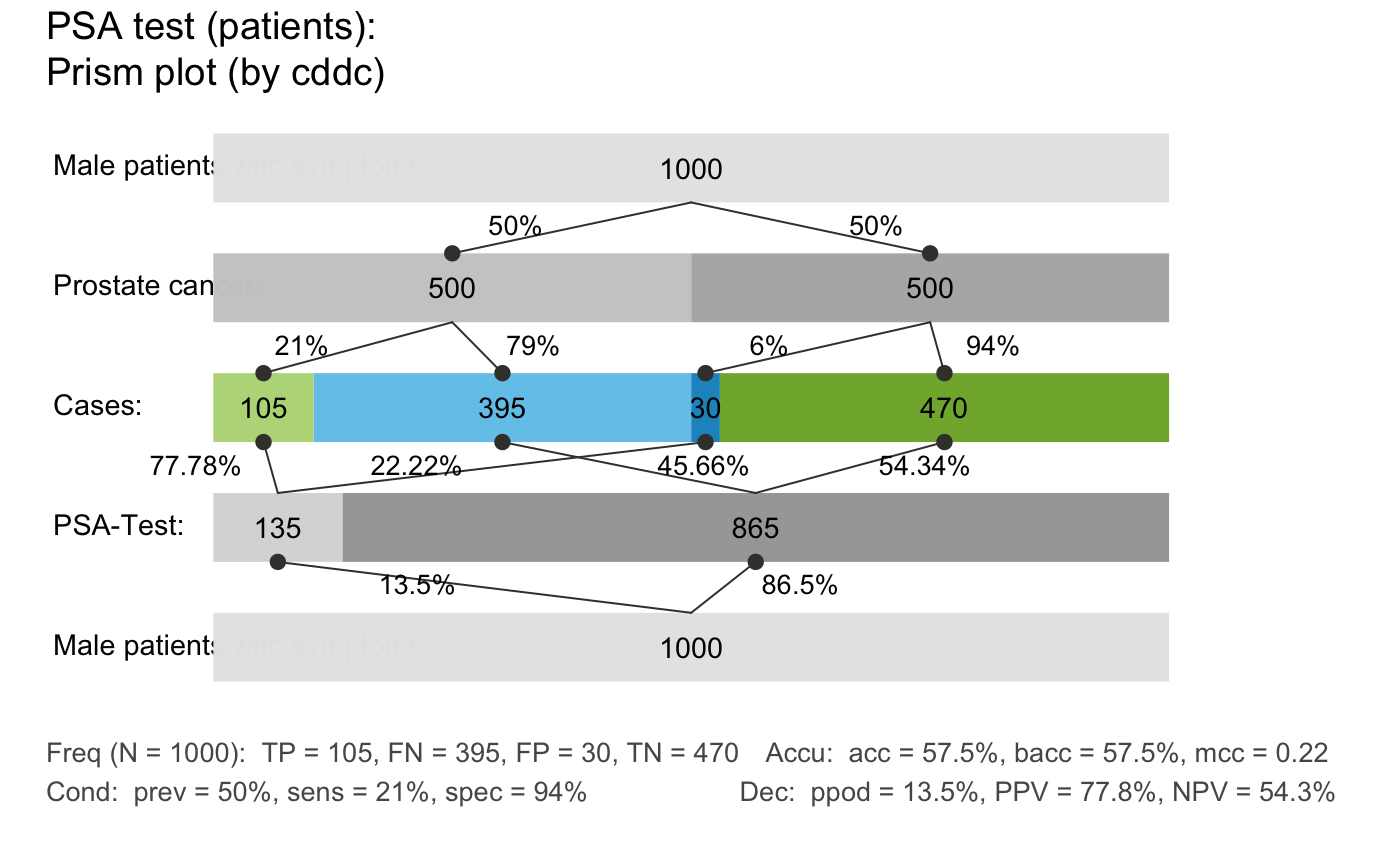 PSA test (patients):
Prism plot (by cddc)
Male patients with symptoms:
1000
50% 50%
Prostate cancer:
500 500
21% 79% 6% 94%
Cases:
105 395 30 470
77.78% 22.22% 45.66% 54.34%
PSA-Test:
135 865
13.5% 86.5%
Male patients with symptoms:
1000
Freq (N = 1000): TP = 105, FN = 395, FP = 30, TN = 470 Accu: acc = 57.5%, bacc = 57.5%, mcc = 0.22
Cond: prev = 50%, sens = 21%, spec = 94% Dec: ppod = 13.5%, PPV = 77.8%, NPV = 54.3%